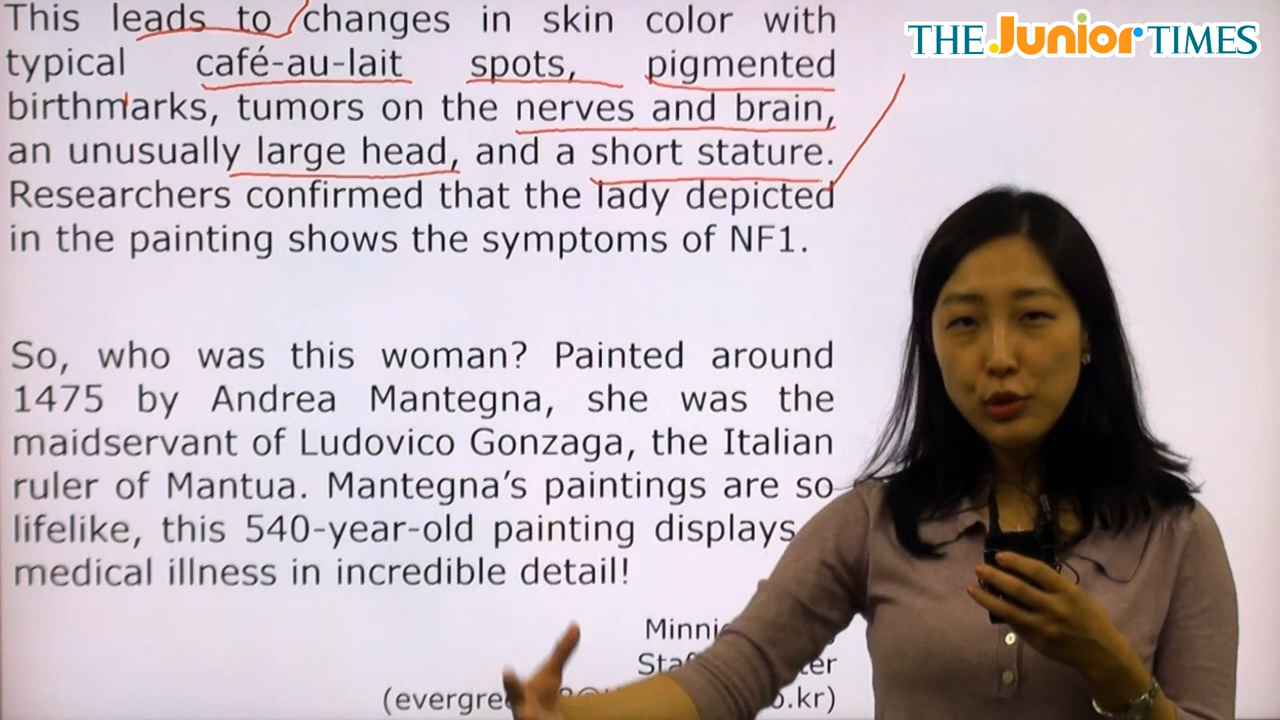 THE Junior TIMES
This leads to changes in skin color with
typical café-au-lait spots, pigmented
birthmarks, tumors on the nerves and brain,
an unusually large head, and a short stature.
Researchers confirmed that the lady depicted
in the painting shows the symptoms of NF1.
So, who was this woman? Painted around
1475 by Andrea Mantegna, she was the
maidservant of Ludovico Gonzaga, the Italian
ruler of Mantua. Mantegna's paintings are so
lifelike, this 540-year-old painting displays
medical illness in incredible detail!